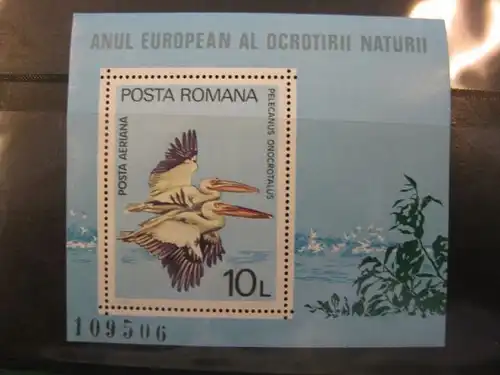 ANUL EUROPEAN AL OCROTIRII NATURII
POSTA ROMANA
POSTA AERIANA
PELECANUS ONOCROTALUS
10L
109506